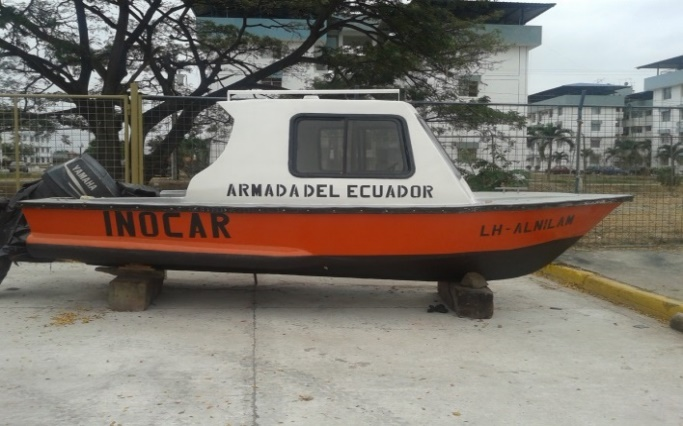 YAMAHA
ARMADA DEL ECUADOR
INOCAR
LH-ALNILAM